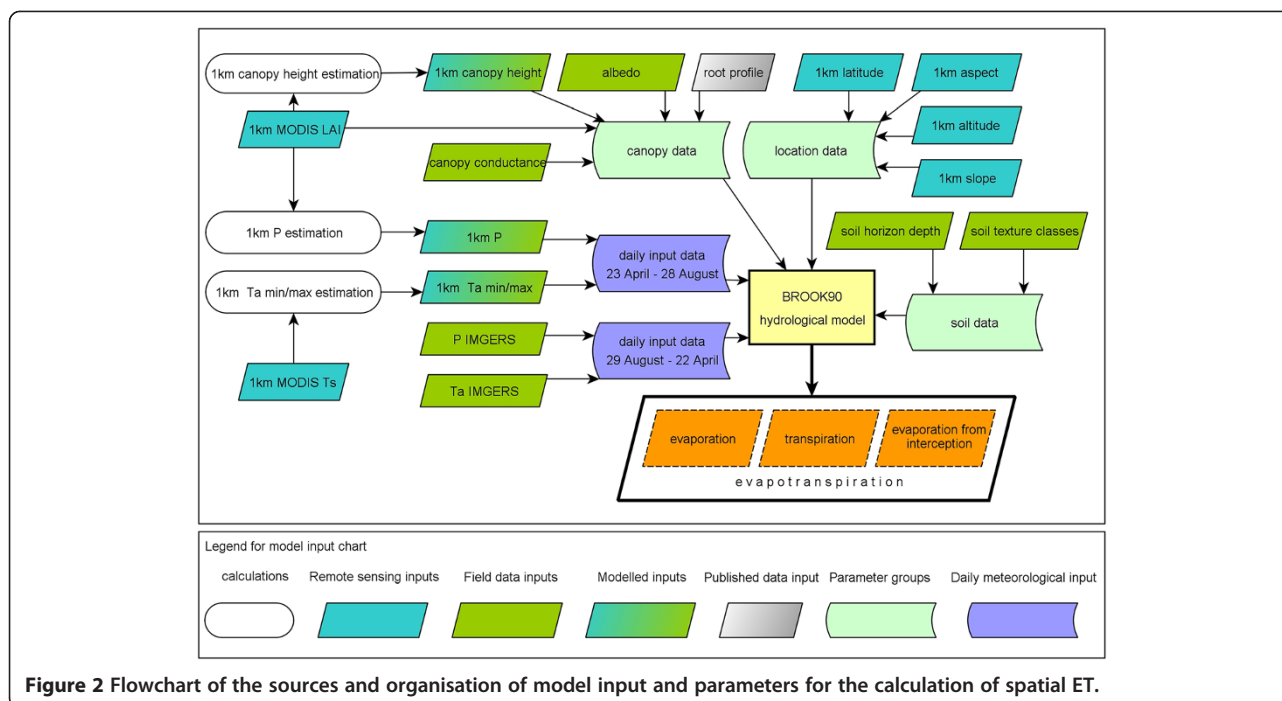 1km canopy height estimation
1km canopy height
albedo
root profile
1km latitude
1km aspect
1km MODIS LAI
1km altitude
canopy data
location data
canopy conductance
1km slope
1km P estimation
1km P
soil horizon depth
soil texture classes
daily input data
23 April - 28 August
1km Ta min/max estimation
1km Ta min/max
BROOK90
hydrological model
soil data
P IMGERS
daily input data
29 August - 22 April
1km MODIS Ts
Ta IMGERS
evaporation
transpiration
evaporation from
interception
evapotranspiration
Legend for model input chart
calculations
Remote sensing inputs
Field data inputs
Modelled inputs
Published data input
Parameter groups
Daily meteorological input
Figure 2 Flowchart of the sources and organisation of model input and parameters for the calculation of spatial ET.